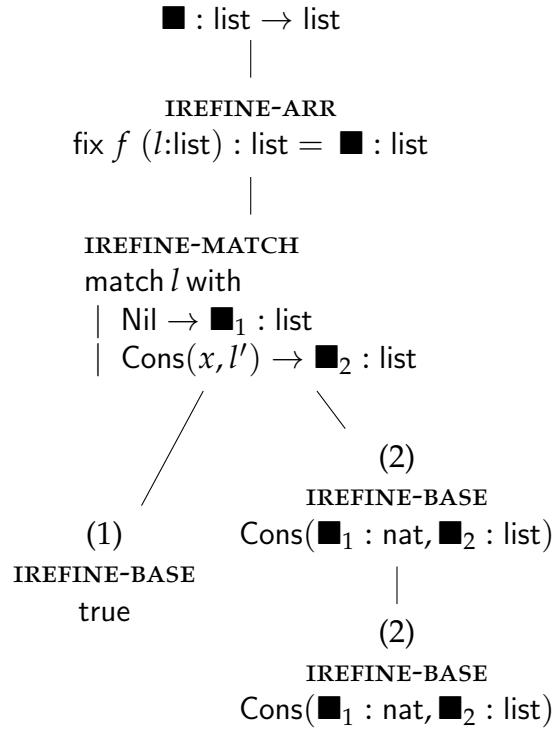 ■ : list → list
IREFINE-ARR
fix f (l:list) : list = ■ : list
IREFINE-MATCH
match l with
| Nil → ■₁ : list
| Cons(x, l′) → ■₂ : list
(2)
IREFINE-BASE
Cons(■₁ : nat, ■₂ : list)
(1)
IREFINE-BASE
true
(2)
IREFINE-BASE
Cons(■₁ : nat, ■₂ : list)